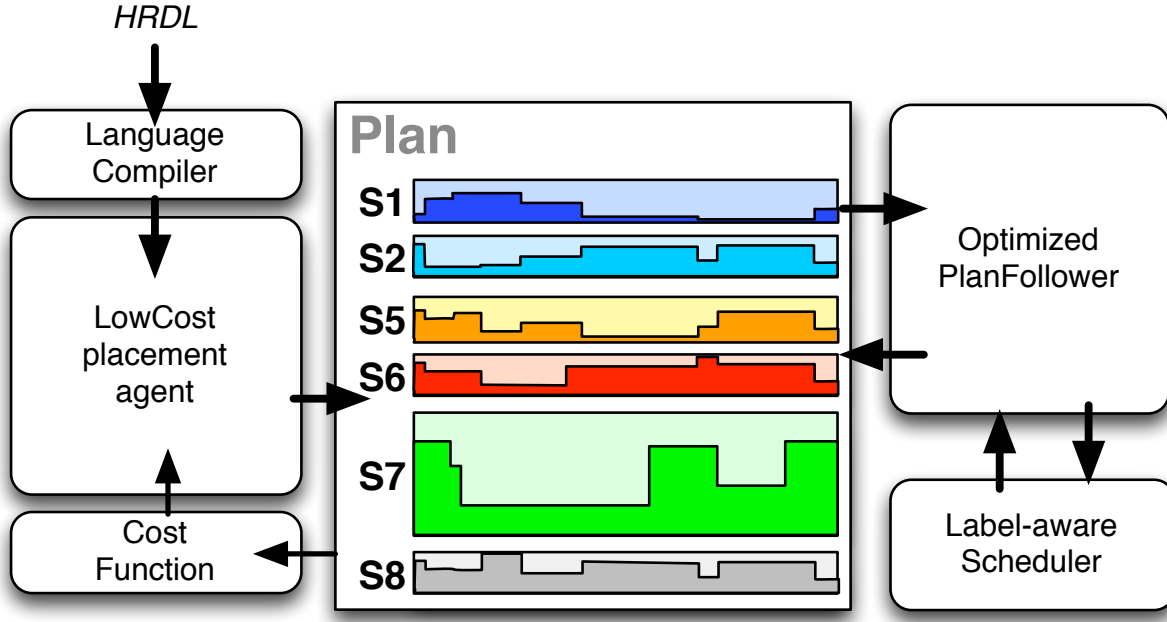 HRDL
Language
Compiler
LowCost
placement
agent
Cost
Function
Plan
S1
S2
S5
S6
S7
S8
Optimized
PlanFollower
Label-aware
Scheduler